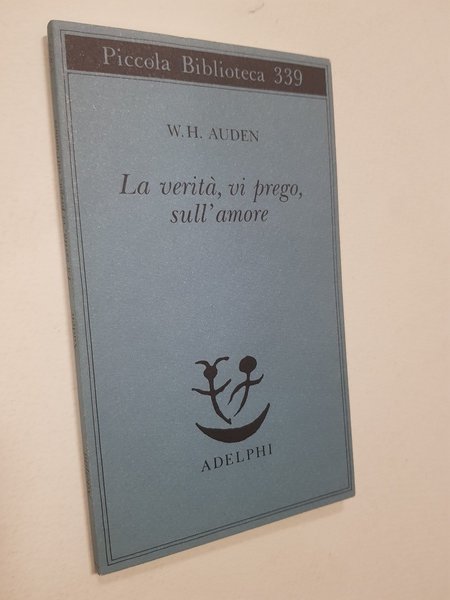 Piccola Biblioteca 339
W. H. AUDEN
La verità, vi prego,
sull'amore
ADELPHI